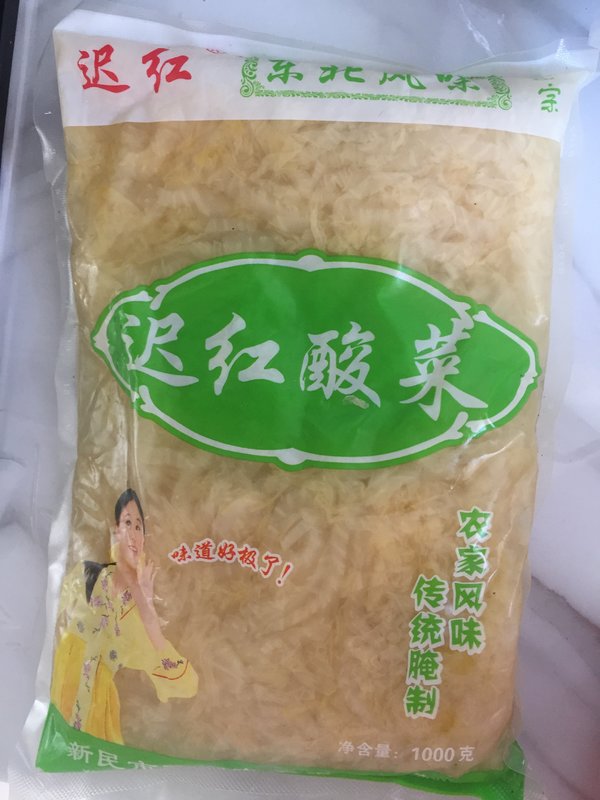 迟红
东北风味
宗
迟红酸菜
味道好极了！
农家风味
传统腌制
净含量：1000克
新民